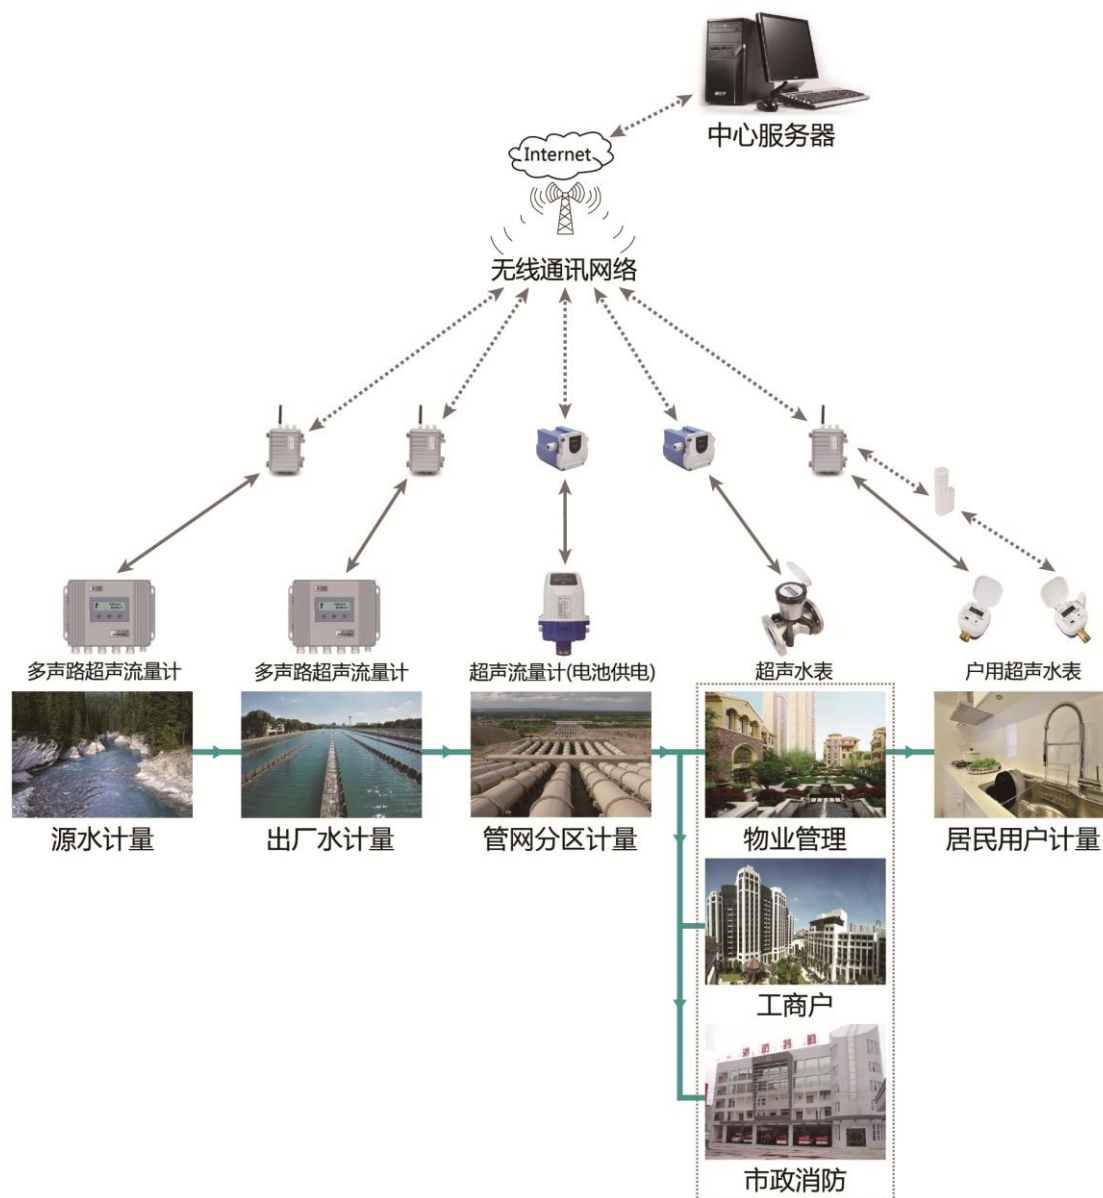 acer
中心服务器
Internet
无线通讯网络
多声路超声流量计
多声路超声流量计
超声流量计(电池供电)
超声水表
户用超声水表
源水计量
出厂水计量
管网分区计量
物业管理
居民用户计量
工商户
市政消防